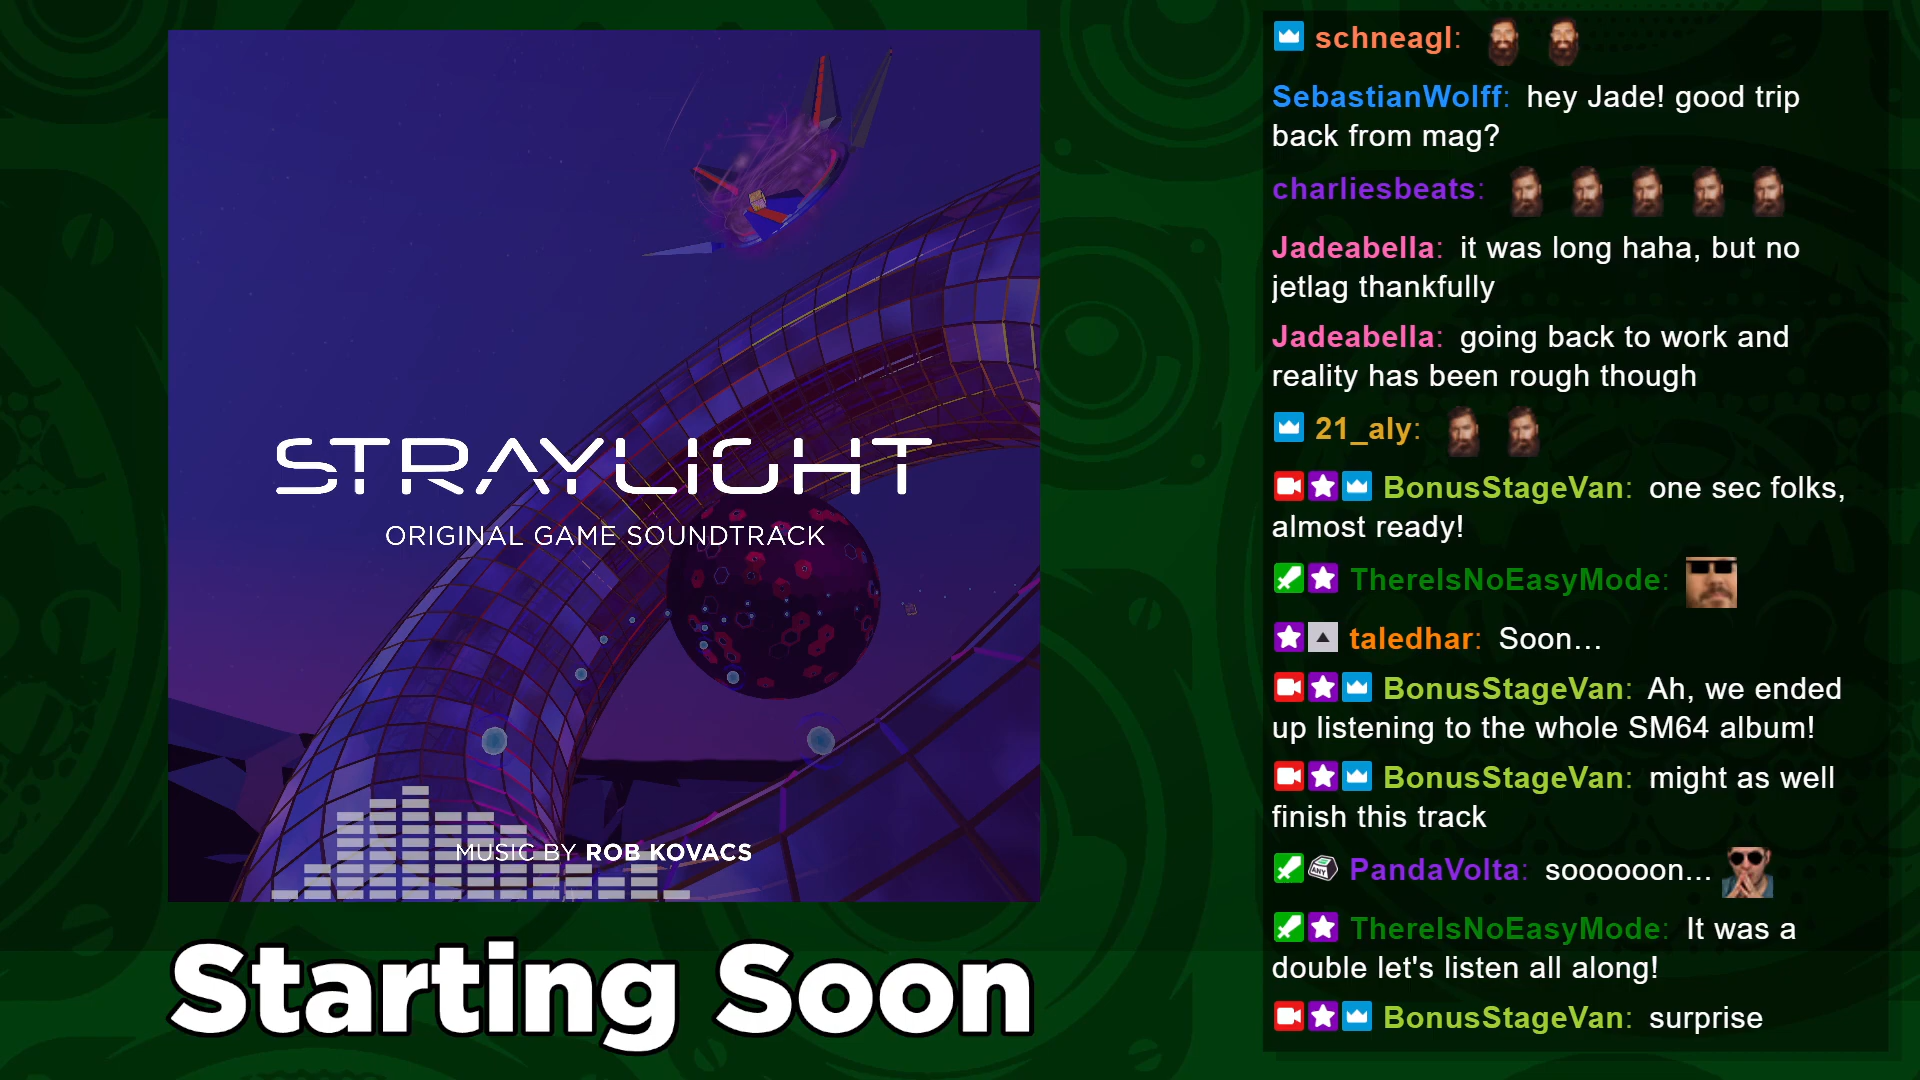 STRAYLIGHT
ORIGINAL GAME SOUNDTRACK
MUSIC BY ROB KOVACS
Starting Soon
schneagl:
SebastianWolff: hey Jade! good trip
back from mag?
charliesbeats:
Jadeabella: it was long haha, but no
jetlag thankfully
Jadeabella: going back to work and
reality has been rough though
21_aly:
BonusStageVan: one sec folks,
almost ready!
ThereIsNoEasyMode:
taledhar: Soon...
BonusStageVan: Ah, we ended
up listening to the whole SM64 album!
BonusStageVan: might as well
finish this track
ANY PandaVolta: soooooon...
ThereIsNoEasyMode: It was a
double let's listen all along!
BonusStageVan: surprise